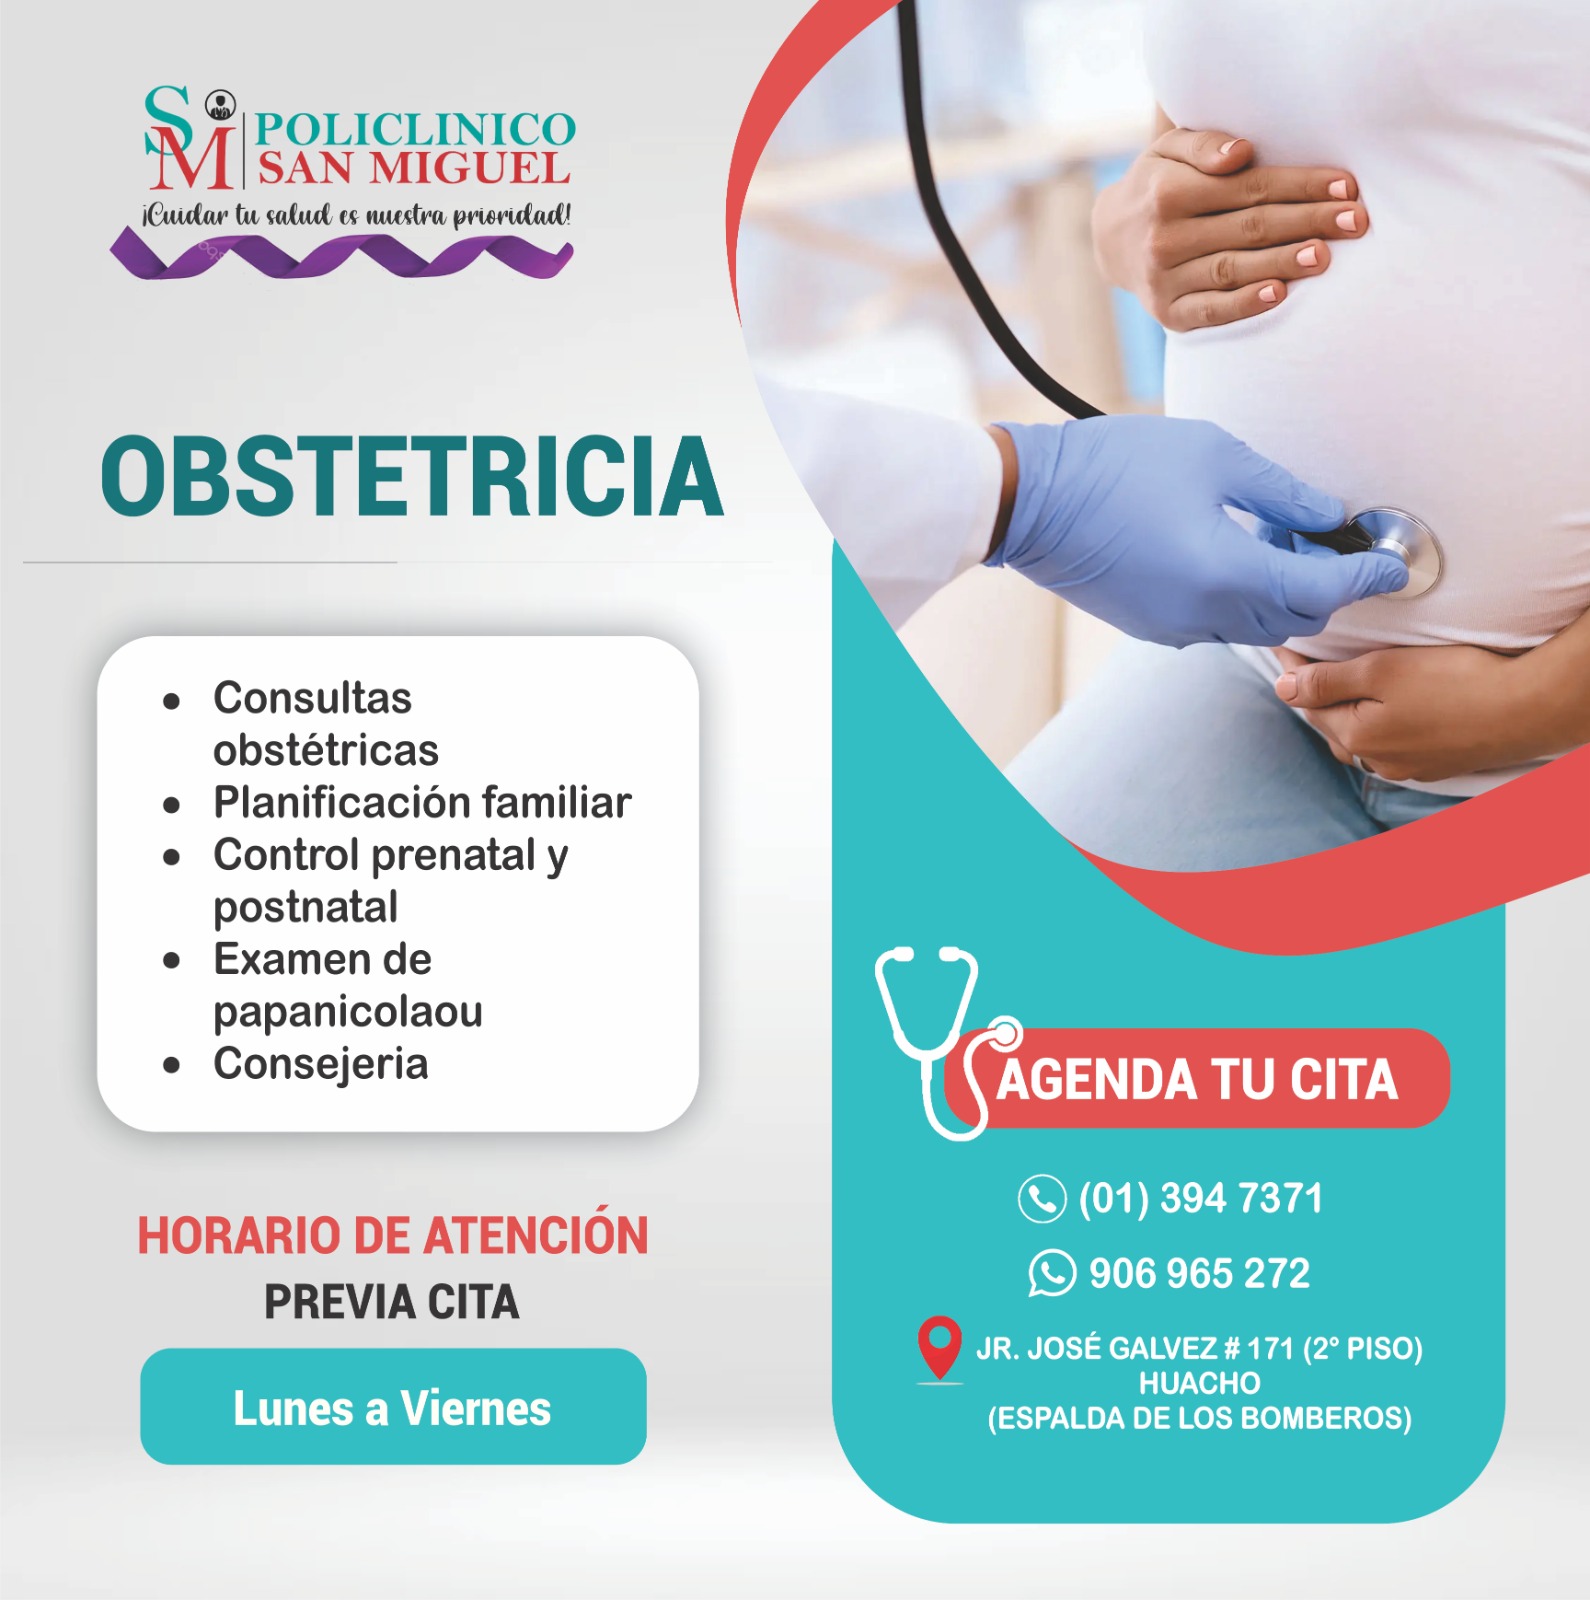 SM
POLICLINICO
SAN MIGUEL
¡Cuidar tu salud es nuestra prioridad!
OBSTETRICIA
• Consultas
obstétricas
• Planificación familiar
• Control prenatal y
postnatal
• Examen de
papanicolaou
• Consejeria
HORARIO DE ATENCIÓN
PREVIA CITA
Lunes a Viernes
AGENDA TU CITA
(01) 394 7371
906 965 272
JR. JOSÉ GALVEZ # 171 (2° PISO)
HUACHO
(ESPALDA DE LOS BOMBEROS)